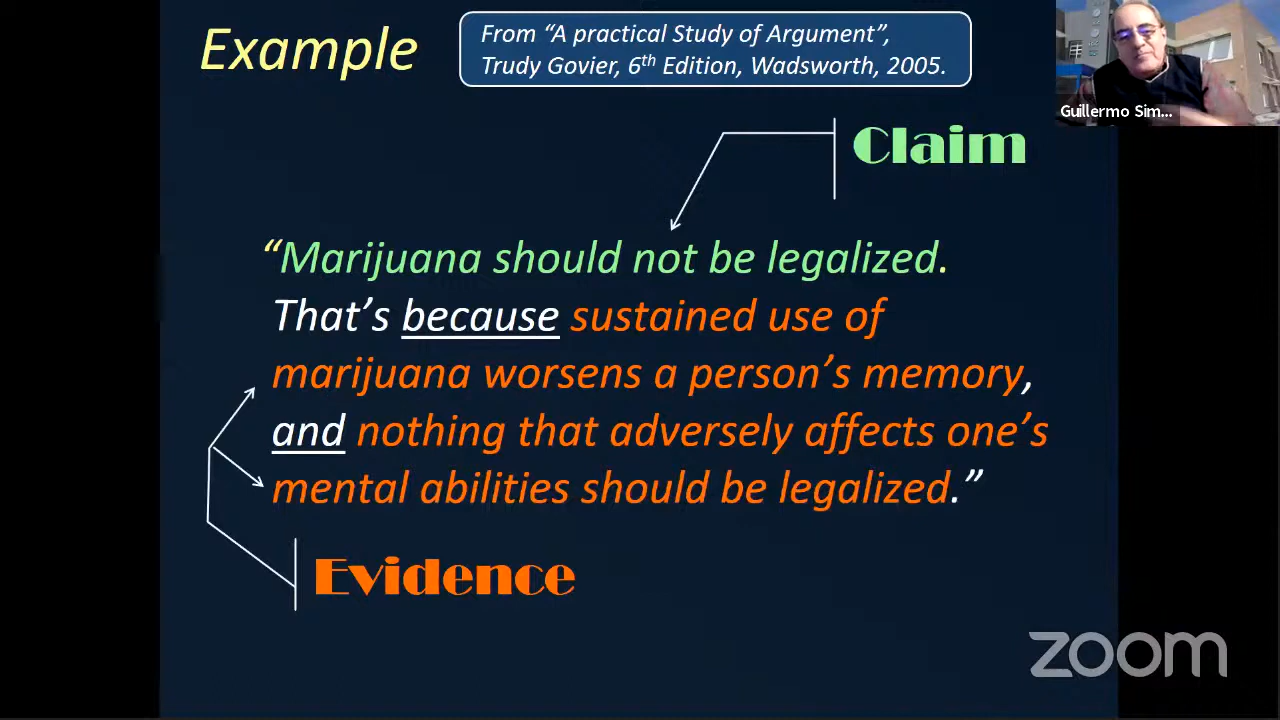 Example
From “A practical Study of Argument”,
Trudy Govier, 6th Edition, Wadsworth, 2005.
Guillermo Sim...
Claim
“Marijuana should not be legalized.
That’s because sustained use of
marijuana worsens a person’s memory,
and nothing that adversely affects one’s
mental abilities should be legalized.”
Evidence
zoom